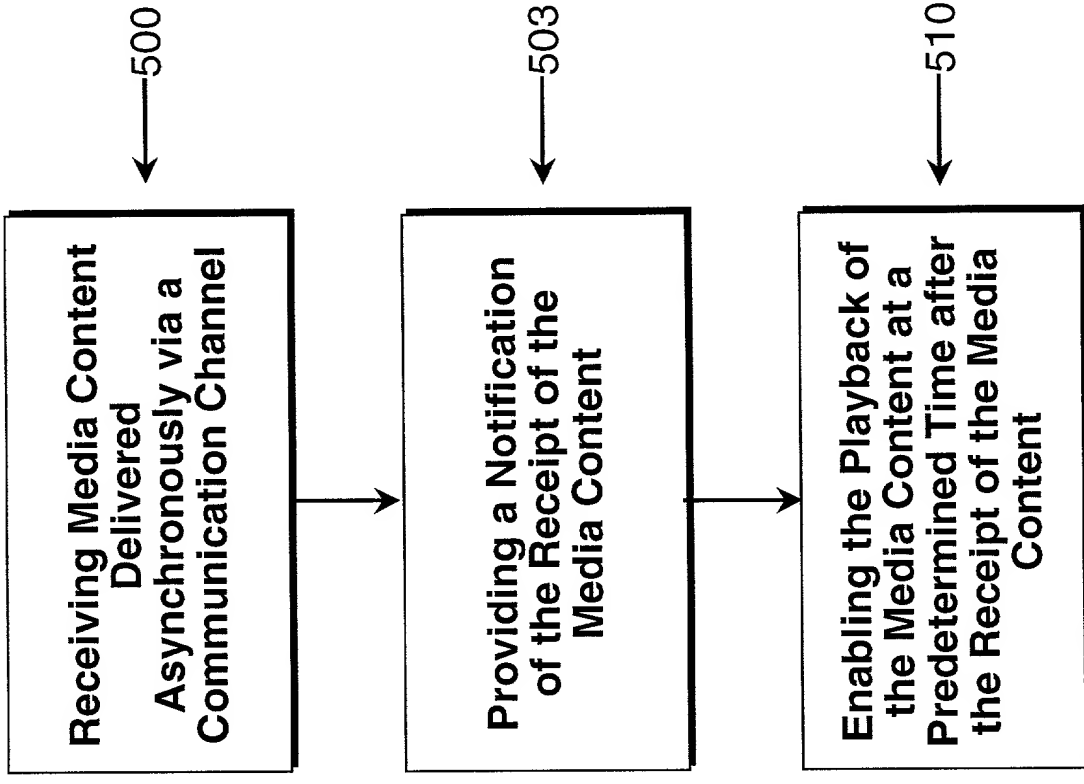 Receiving Media Content
Delivered
Asynchronously via a
Communication Channel
500
Providing a Notification
of the Receipt of the
Media Content
503
Enabling the Playback of
the Media Content at a
Predetermined Time after
the Receipt of the Media
Content
510